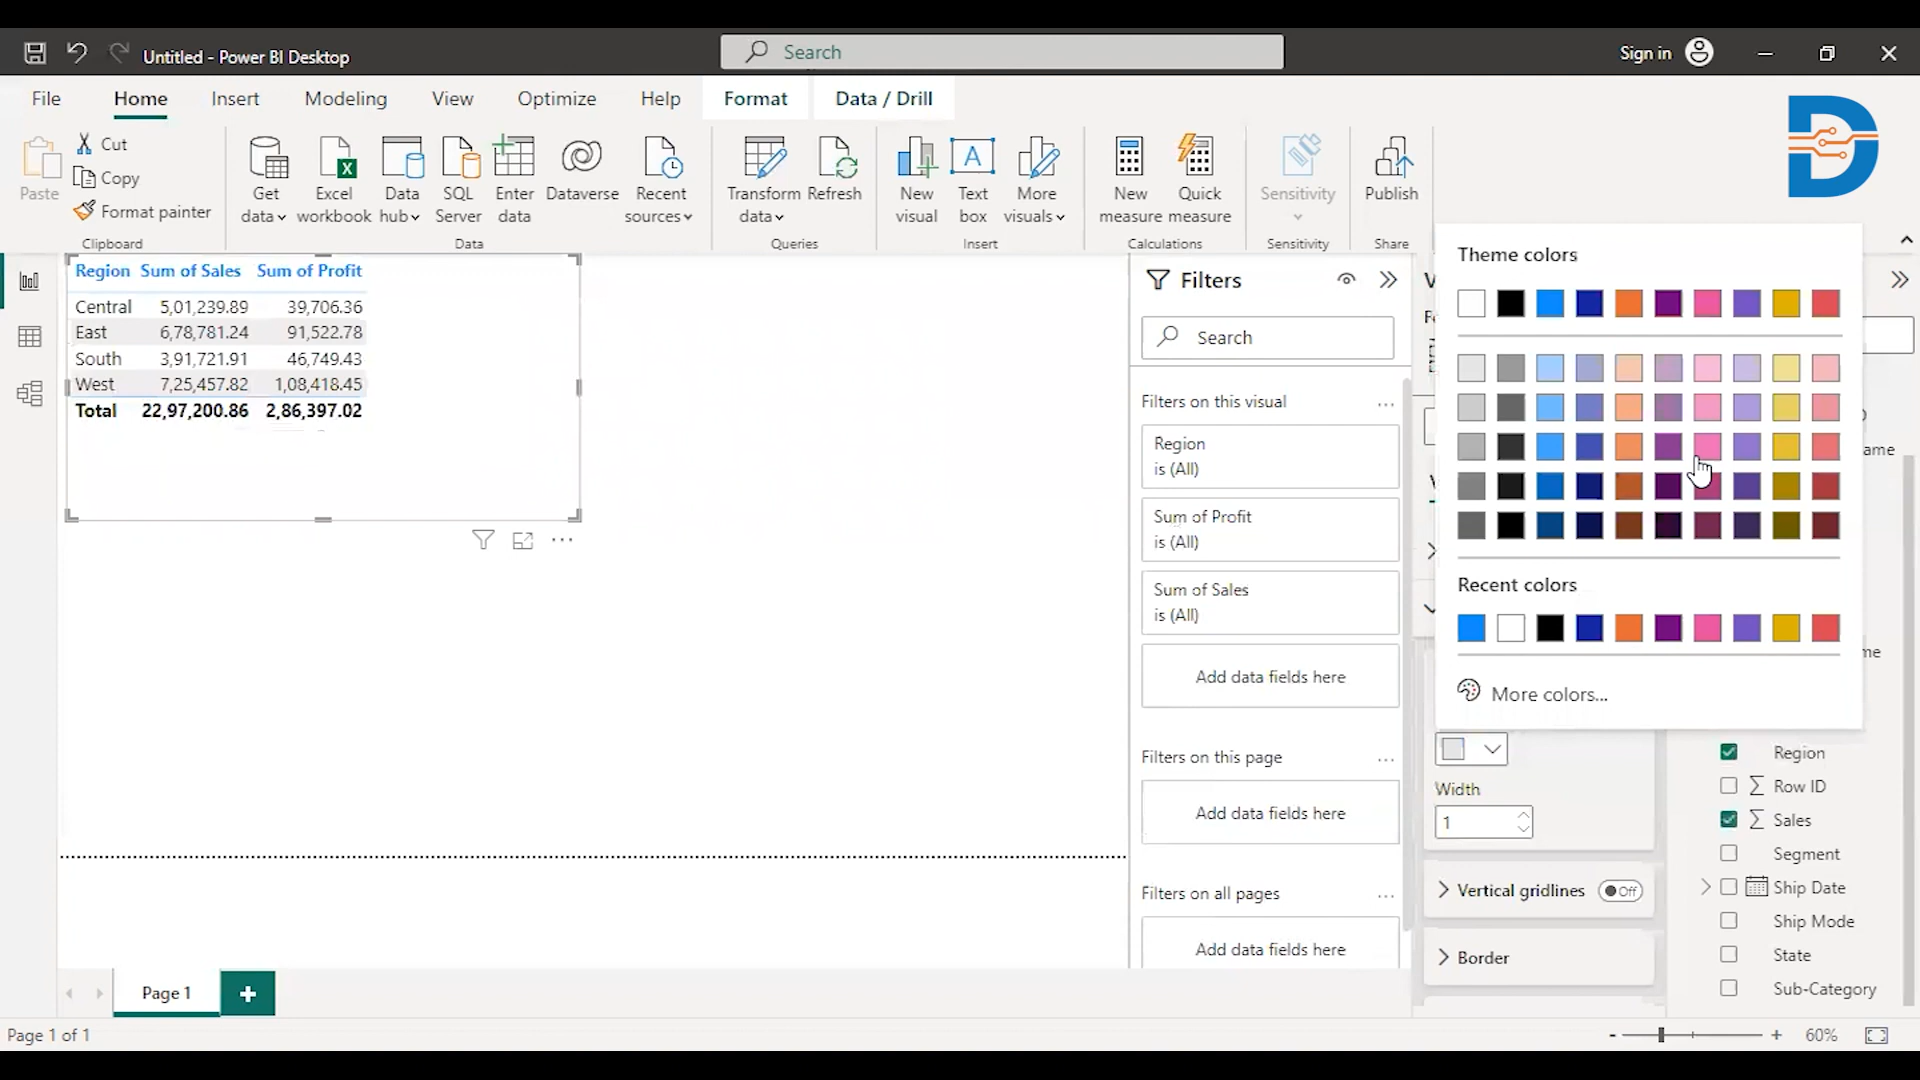 Untitled - Power BI Desktop
Search
Sign in
File Home Insert Modeling View Optimize Help Format Data / Drill
Paste
Cut
Copy
Format painter
Clipboard
Get data
Excel workbook
Data hub
SQL Server
Enter data
Dataverse
Recent sources
Data
Transform data
Refresh
Queries
New visual
Text box
More visuals
Insert
New measure
Quick measure
Calculations
Sensitivity
Sensitivity
Publish
Share
D
Region Sum of Sales Sum of Profit
Central 5,01,239.89 39,706.36
East 6,78,781.24 91,522.78
South 3,91,721.91 46,749.43
West 7,25,457.82 1,08,418.45
Total 22,97,200.86 2,86,397.02
Filters
Search
Filters on this visual
Region
is (All)
Sum of Profit
is (All)
Sum of Sales
is (All)
Add data fields here
Filters on this page
Add data fields here
Filters on all pages
Add data fields here
Theme colors
Recent colors
More colors...
Width
1
Vertical gridlines Off
Border
Region
Row ID
Sales
Segment
Ship Date
Ship Mode
State
Sub-Category
Page 1
Page 1 of 1
- + 60%